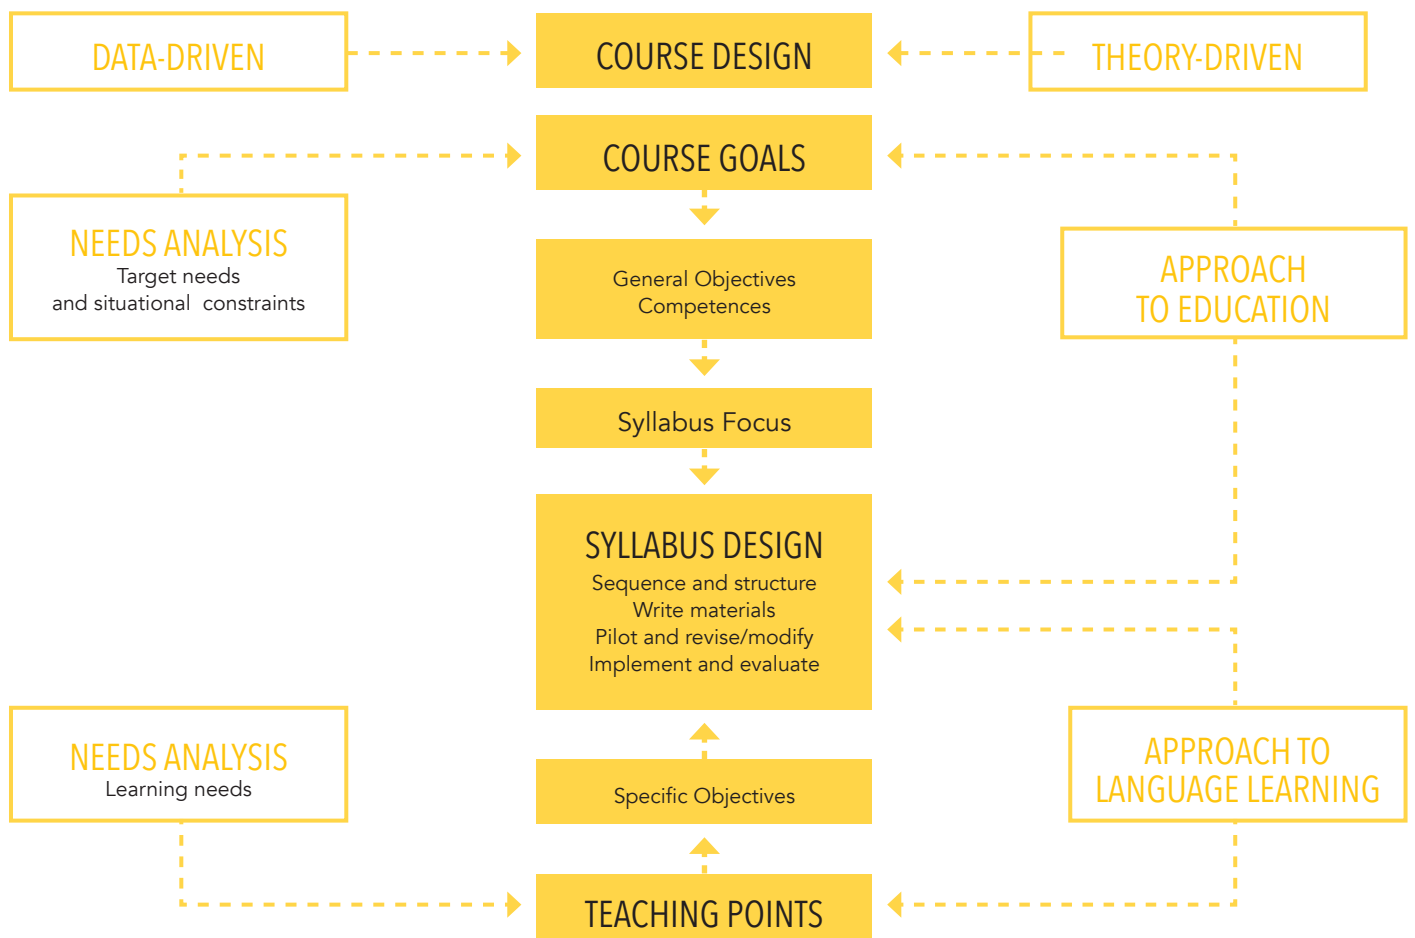 DATA-DRIVEN
COURSE DESIGN
THEORY-DRIVEN
COURSE GOALS
NEEDS ANALYSIS
Target needs
and situational constraints
General Objectives
Competences
APPROACH
TO EDUCATION
Syllabus Focus
SYLLABUS DESIGN
Sequence and structure
Write materials
Pilot and revise/modify
Implement and evaluate
NEEDS ANALYSIS
Learning needs
Specific Objectives
APPROACH TO
LANGUAGE LEARNING
TEACHING POINTS